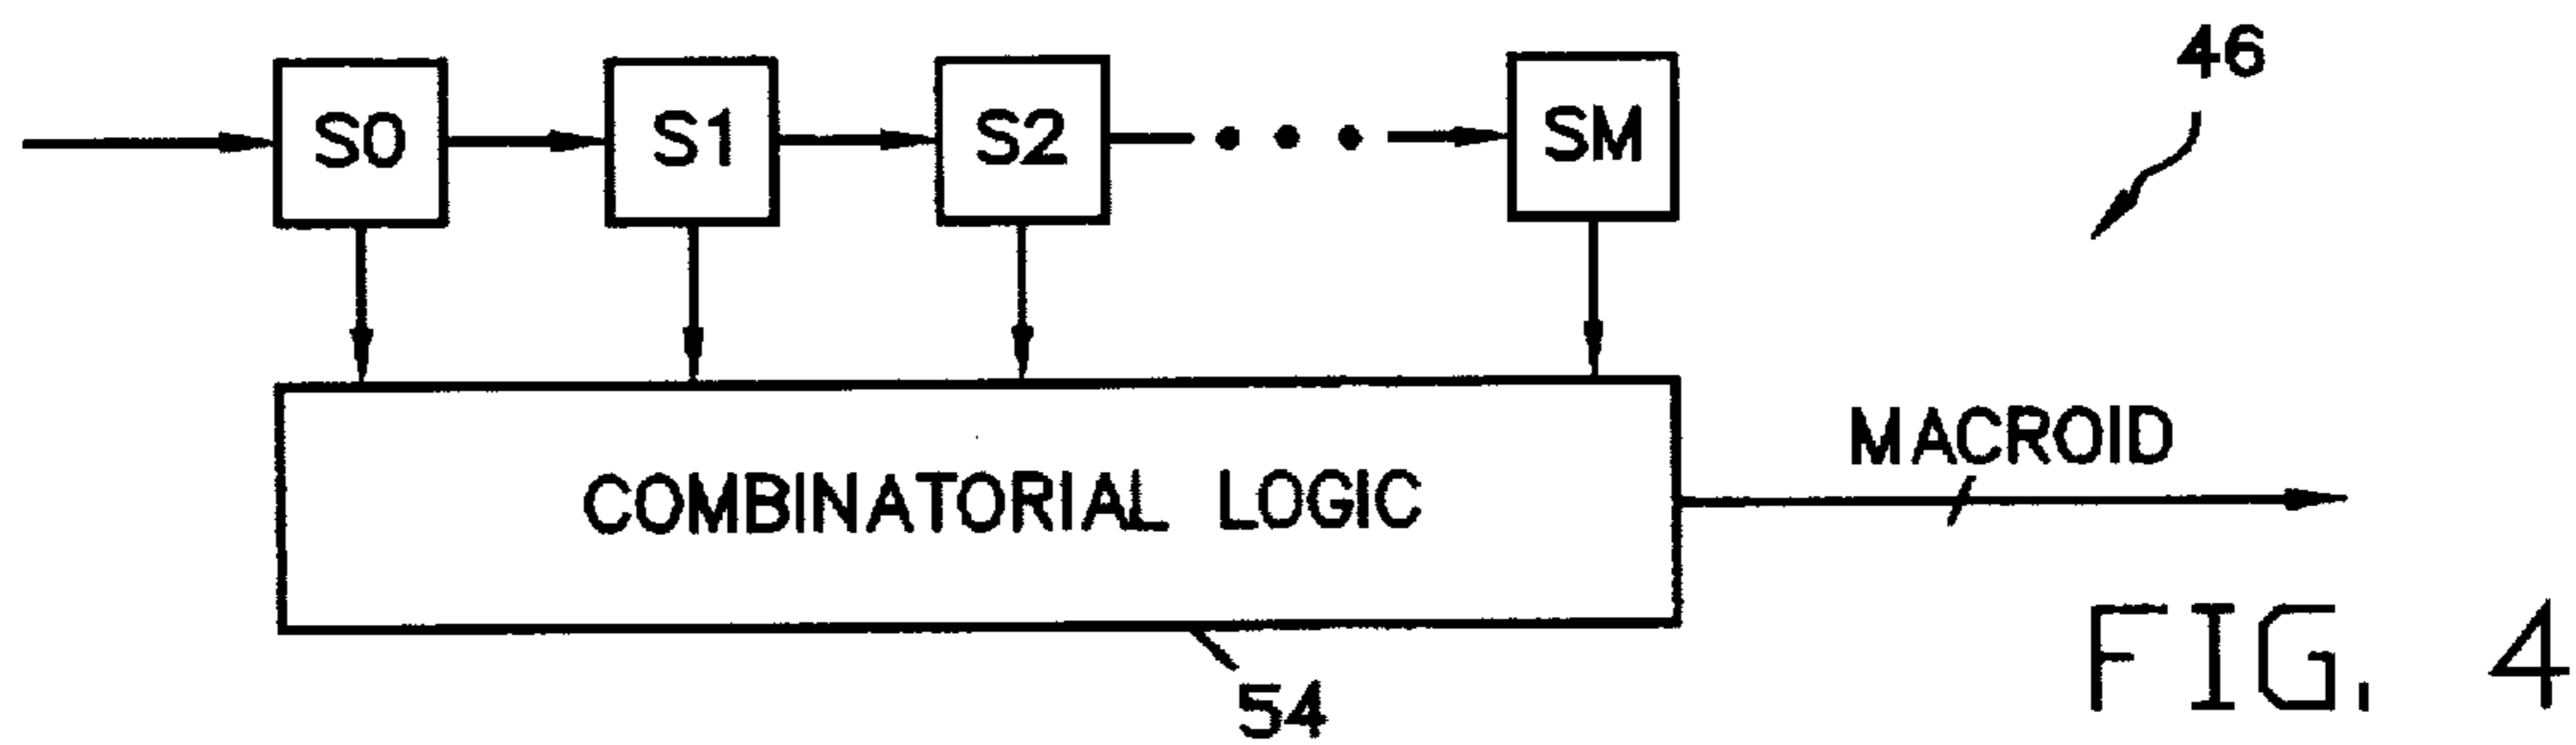 46
S0 S1 S2 SM
MACROID
COMBINATORIAL LOGIC
54
FIG. 4